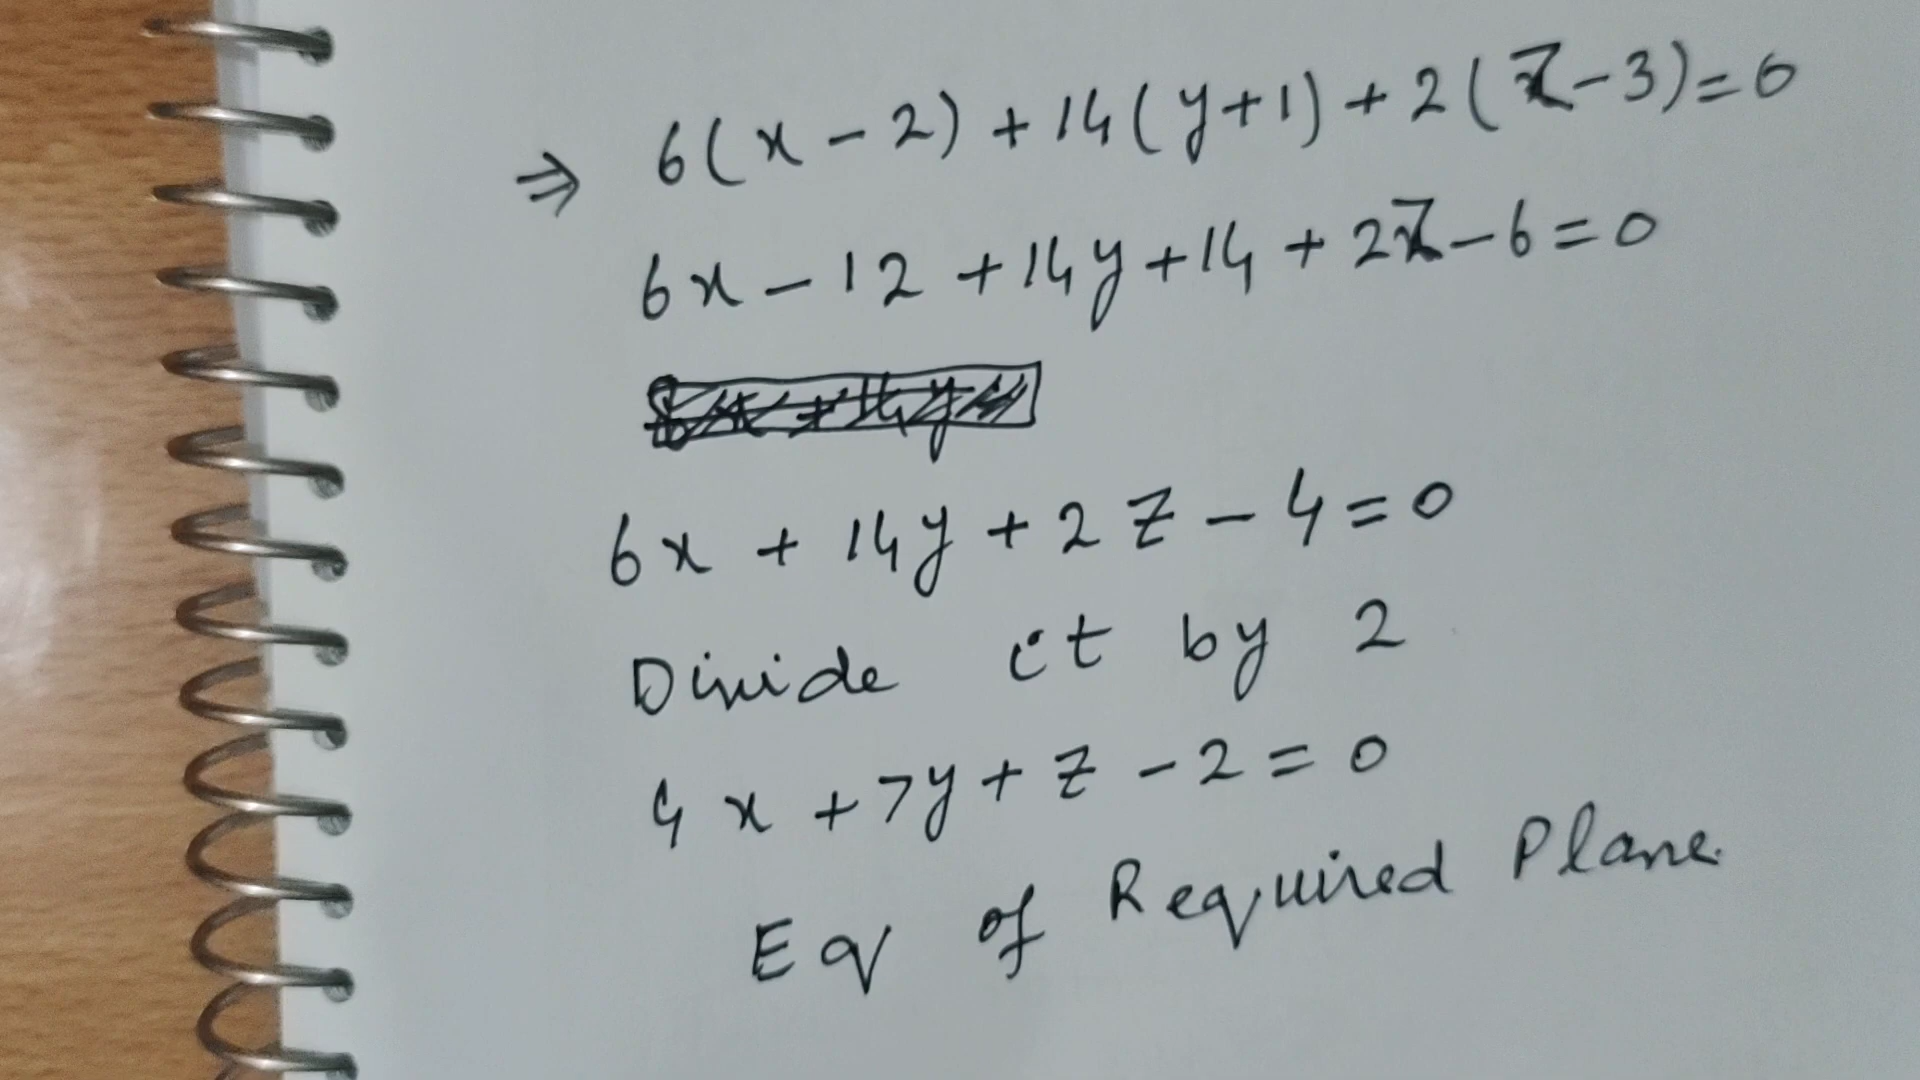 ⇒ 6(x - 2) + 14(y+1) + 2(z-3)=0
6x - 12 + 14y + 14 + 2z - 6 = 0
6x + 14y + 2z - 4 = 0
Divide it by 2
4x + 7y + z - 2 = 0
Eq of Required Plane.